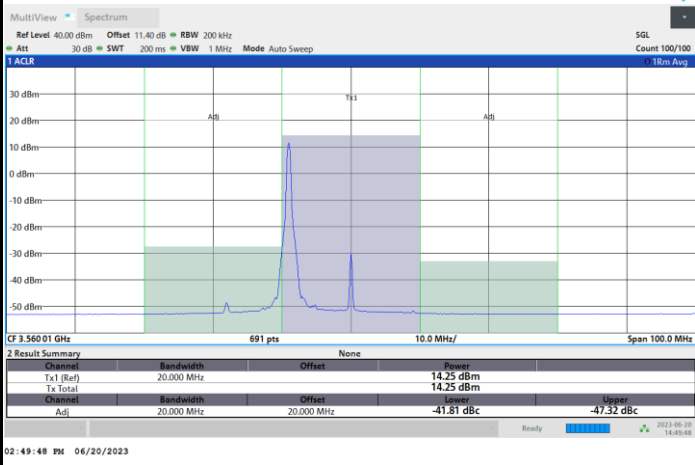 MultiView Spectrum
Ref Level 40.00 dBm Offset 11.40 dB RBW 200 kHz SGL
Att 30 dB SWT 200 ms VBW 1 MHz Mode Auto Sweep Count 100/100
1 ACLR 1Rm Avg
30 dBm
Tx1
20 dBm Adj Adj
10 dBm
0 dBm
-10 dBm
-20 dBm
-30 dBm
-40 dBm
-50 dBm
CF 3.56001 GHz 691 pts 10.0 MHz/ Span 100.0 MHz
2 Result Summary None
Channel Bandwidth Offset Power
Tx1 (Ref) 20.000 MHz 14.25 dBm
Tx Total 14.25 dBm
Channel Bandwidth Offset Lower Upper
Adj 20.000 MHz 20.000 MHz -41.81 dBc -47.32 dBc
Ready 2023-06-20
14:49:48
02:49:48 PM 06/20/2023